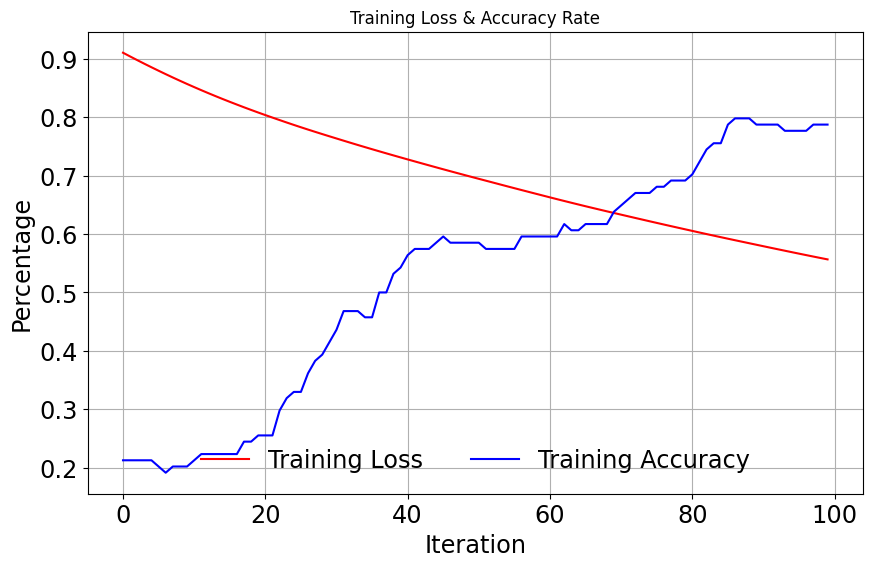 Training Loss & Accuracy Rate
0.9
0.8
0.7
0.6
0.5
0.4
0.3
0.2
Percentage
Training Loss Training Accuracy
0 20 40 60 80 100
Iteration